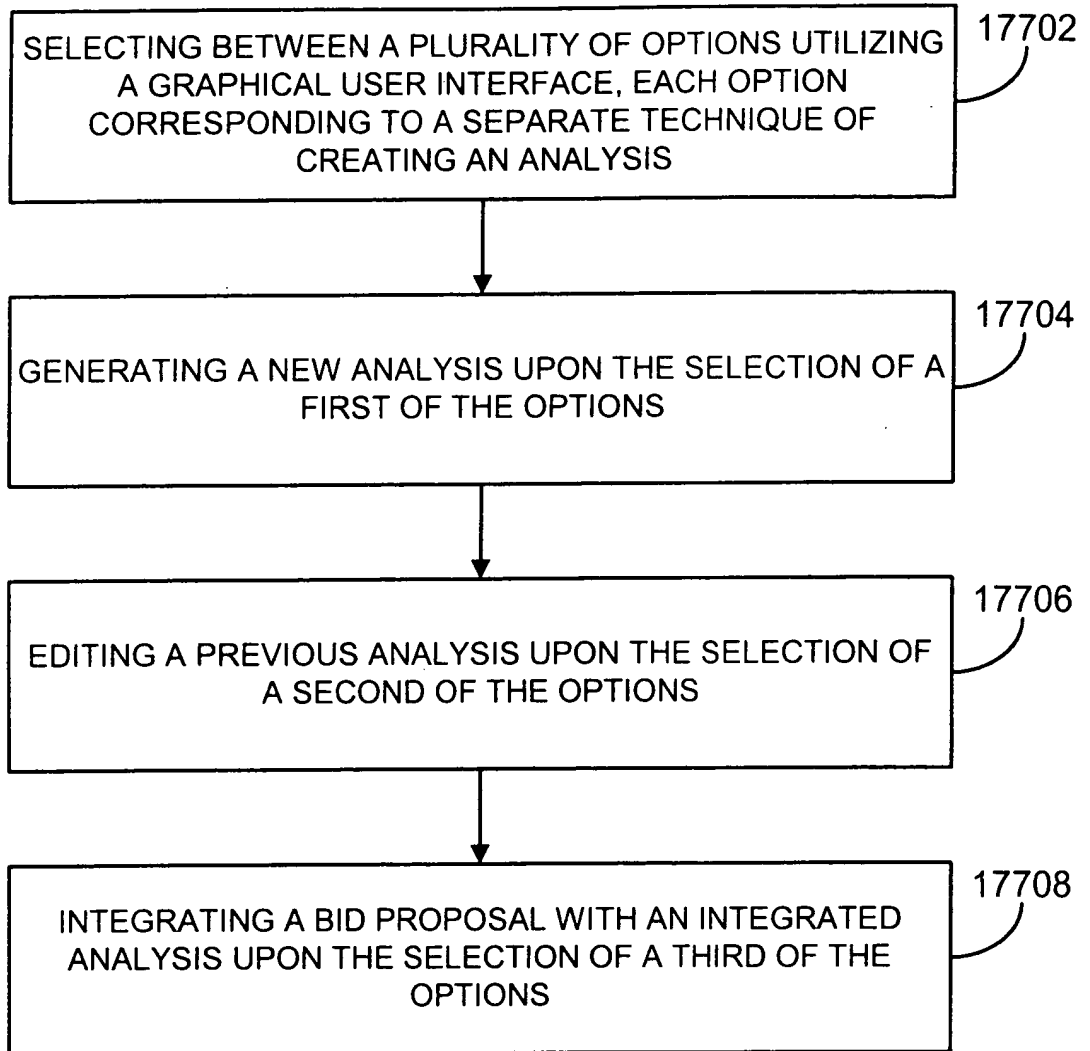 SELECTING BETWEEN A PLURALITY OF OPTIONS UTILIZING
A GRAPHICAL USER INTERFACE, EACH OPTION
CORRESPONDING TO A SEPARATE TECHNIQUE OF
CREATING AN ANALYSIS
17702
GENERATING A NEW ANALYSIS UPON THE SELECTION OF A
FIRST OF THE OPTIONS
17704
EDITING A PREVIOUS ANALYSIS UPON THE SELECTION OF
A SECOND OF THE OPTIONS
17706
INTEGRATING A BID PROPOSAL WITH AN INTEGRATED
ANALYSIS UPON THE SELECTION OF A THIRD OF THE
OPTIONS
17708